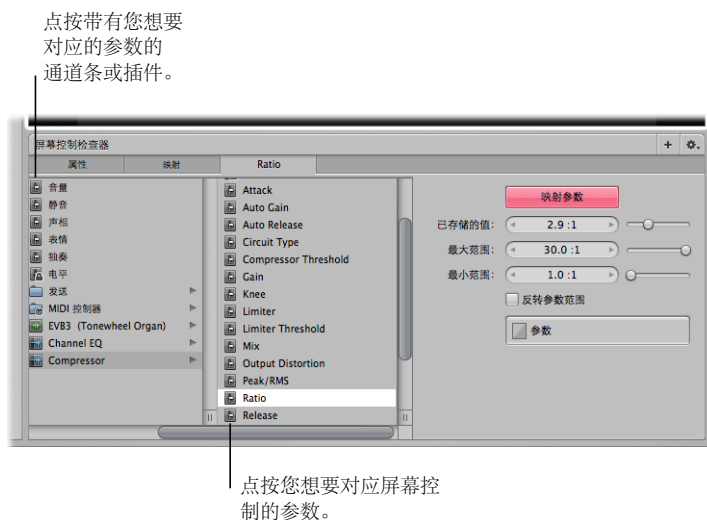 点按带有您想要
对应的参数的
通道条或插件。
屏幕控制检查器
属性
映射
Ratio
音量
静音
声相
表情
独奏
电平
发送
MIDI 控制器
EVB3 (Tonewheel Organ)
Channel EQ
Compressor
Attack
Auto Gain
Auto Release
Circuit Type
Compressor Threshold
Gain
Knee
Limiter
Limiter Threshold
Mix
Output Distortion
Peak/RMS
Ratio
Release
映射参数
已存储的值: 2.9 :1
最大范围: 30.0 :1
最小范围: 1.0 :1
反转参数范围
参数
点按您想要对应屏幕控
制的参数。